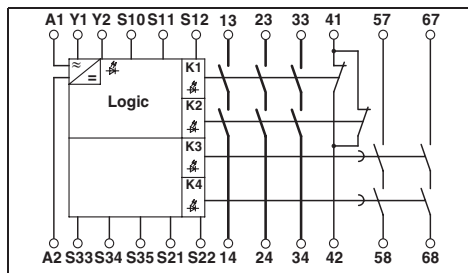 A1 Y1 Y2 S10 S11 S12 13 23 33 41 57 67
≈
=
K1
Logic
K2
K3
K4
A2 S33 S34 S35 S21 S22 14 24 34 42 58 68